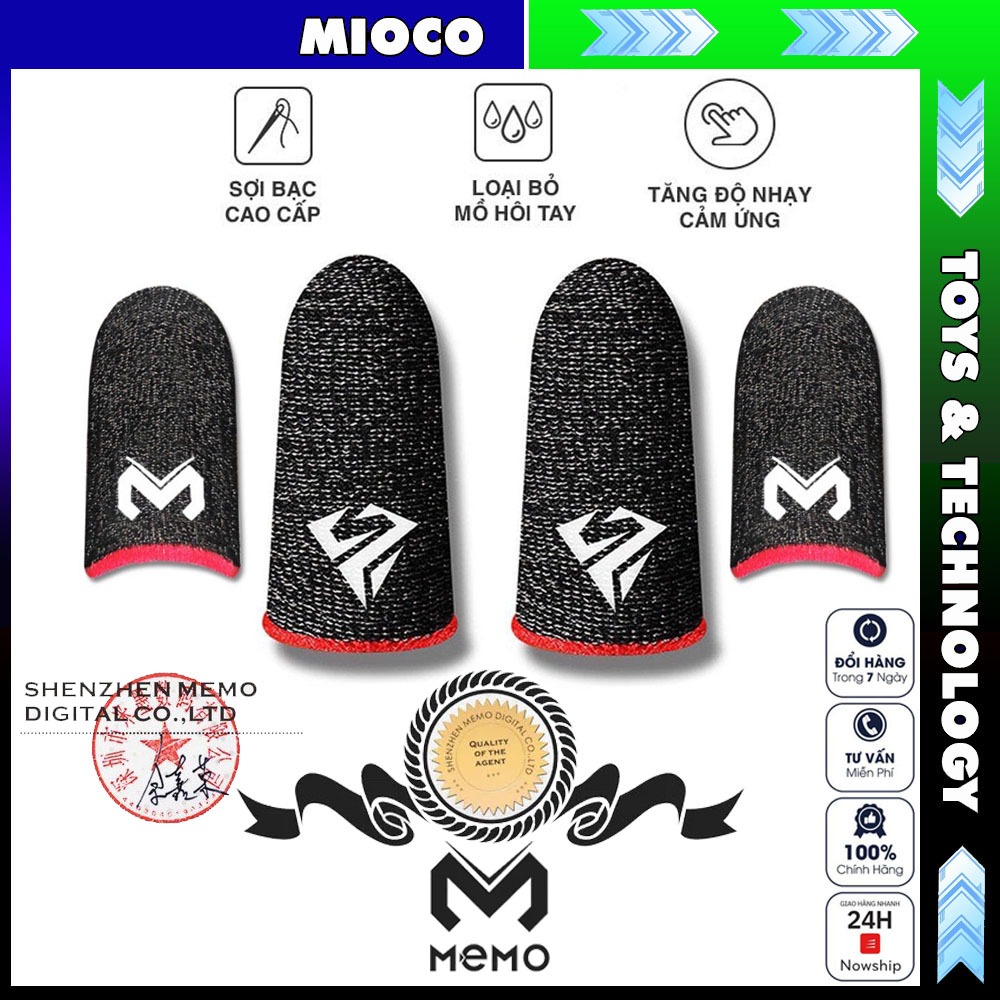 MIOCO
SỢI BẠC
CAO CẤP
LOẠI BỎ
MỒ HÔI TAY
TĂNG ĐỘ NHẠY
CẢM ỨNG
TOYS & TECHNOLOGY
SHENZHEN MEMO
DIGITAL CO.,LTD
SHENZHEN MEMO DIGITAL CO.,LTD
QUALITY
OF THE
AGENT
MeMO
ĐỔI HÀNG
Trong 7 Ngày
TƯ VẤN
Miễn Phí
100%
Chính Hãng
GIAO HÀNG NHANH
24H
Nowship